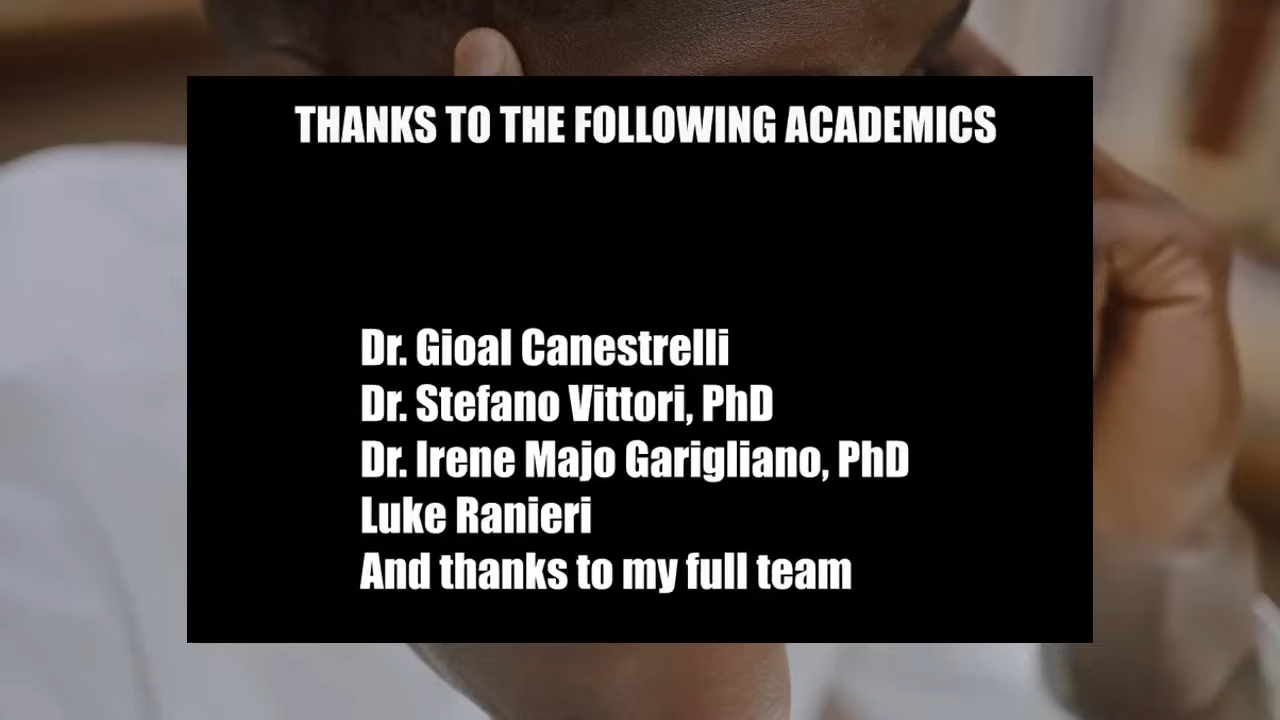 THANKS TO THE FOLLOWING ACADEMICS
Dr. Gioal Canestrelli
Dr. Stefano Vittori, PhD
Dr. Irene Majo Garigliano, PhD
Luke Ranieri
And thanks to my full team